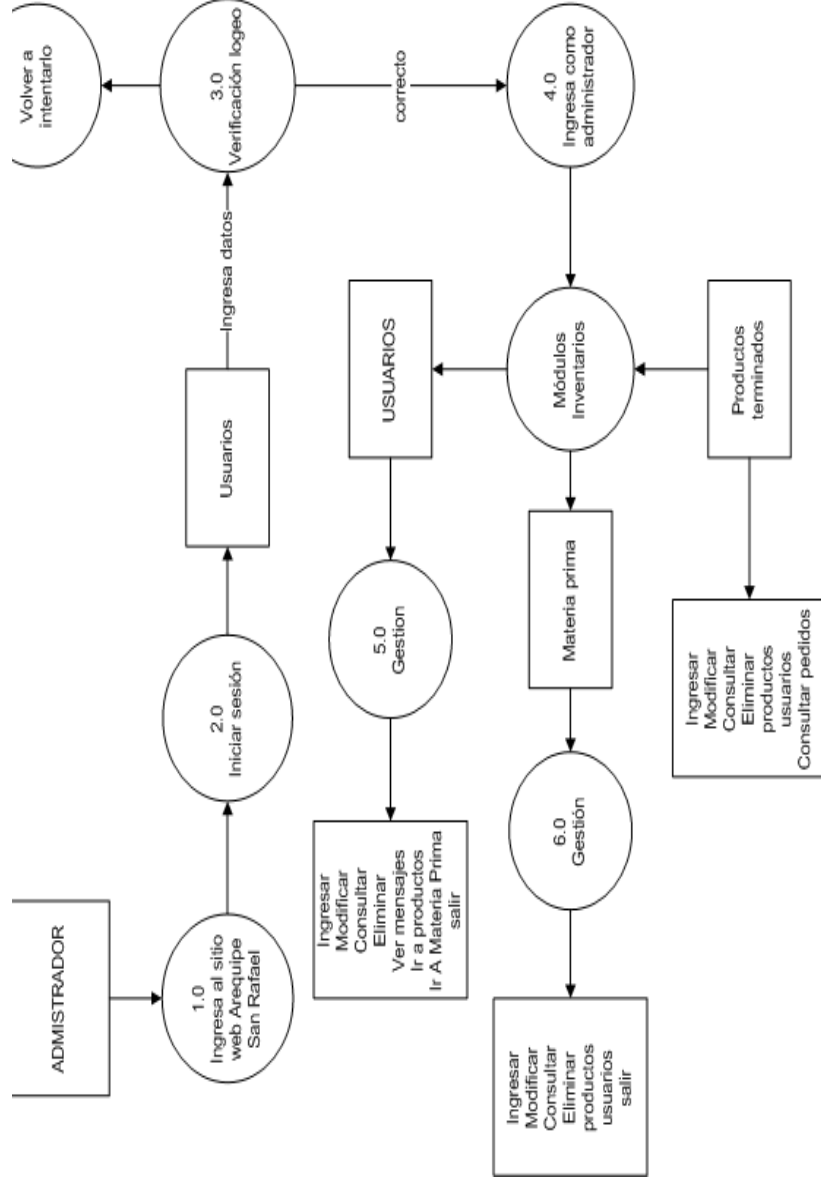 ADMISTRADOR
1.0
Ingresa al sitio
web Arequipe
San Rafael
2.0
Iniciar sesión
Usuarios
Ingresa datos
3.0
Verificación logeo
Volver a
intentarlo
correcto
4.0
Ingresa como
administrador
Módulos
Inventarios
USUARIOS
5.0
Gestion
Ingresar
Modificar
Consultar
Eliminar
Ver mensajes
Ir a productos
Ir A Materia Prima
salir
Materia prima
6.0
Gestión
Ingresar
Modificar
Consultar
Eliminar
productos
usuarios
salir
Productos
terminados
Ingresar
Modificar
Consultar
Eliminar
productos
usuarios
Consultar pedidos